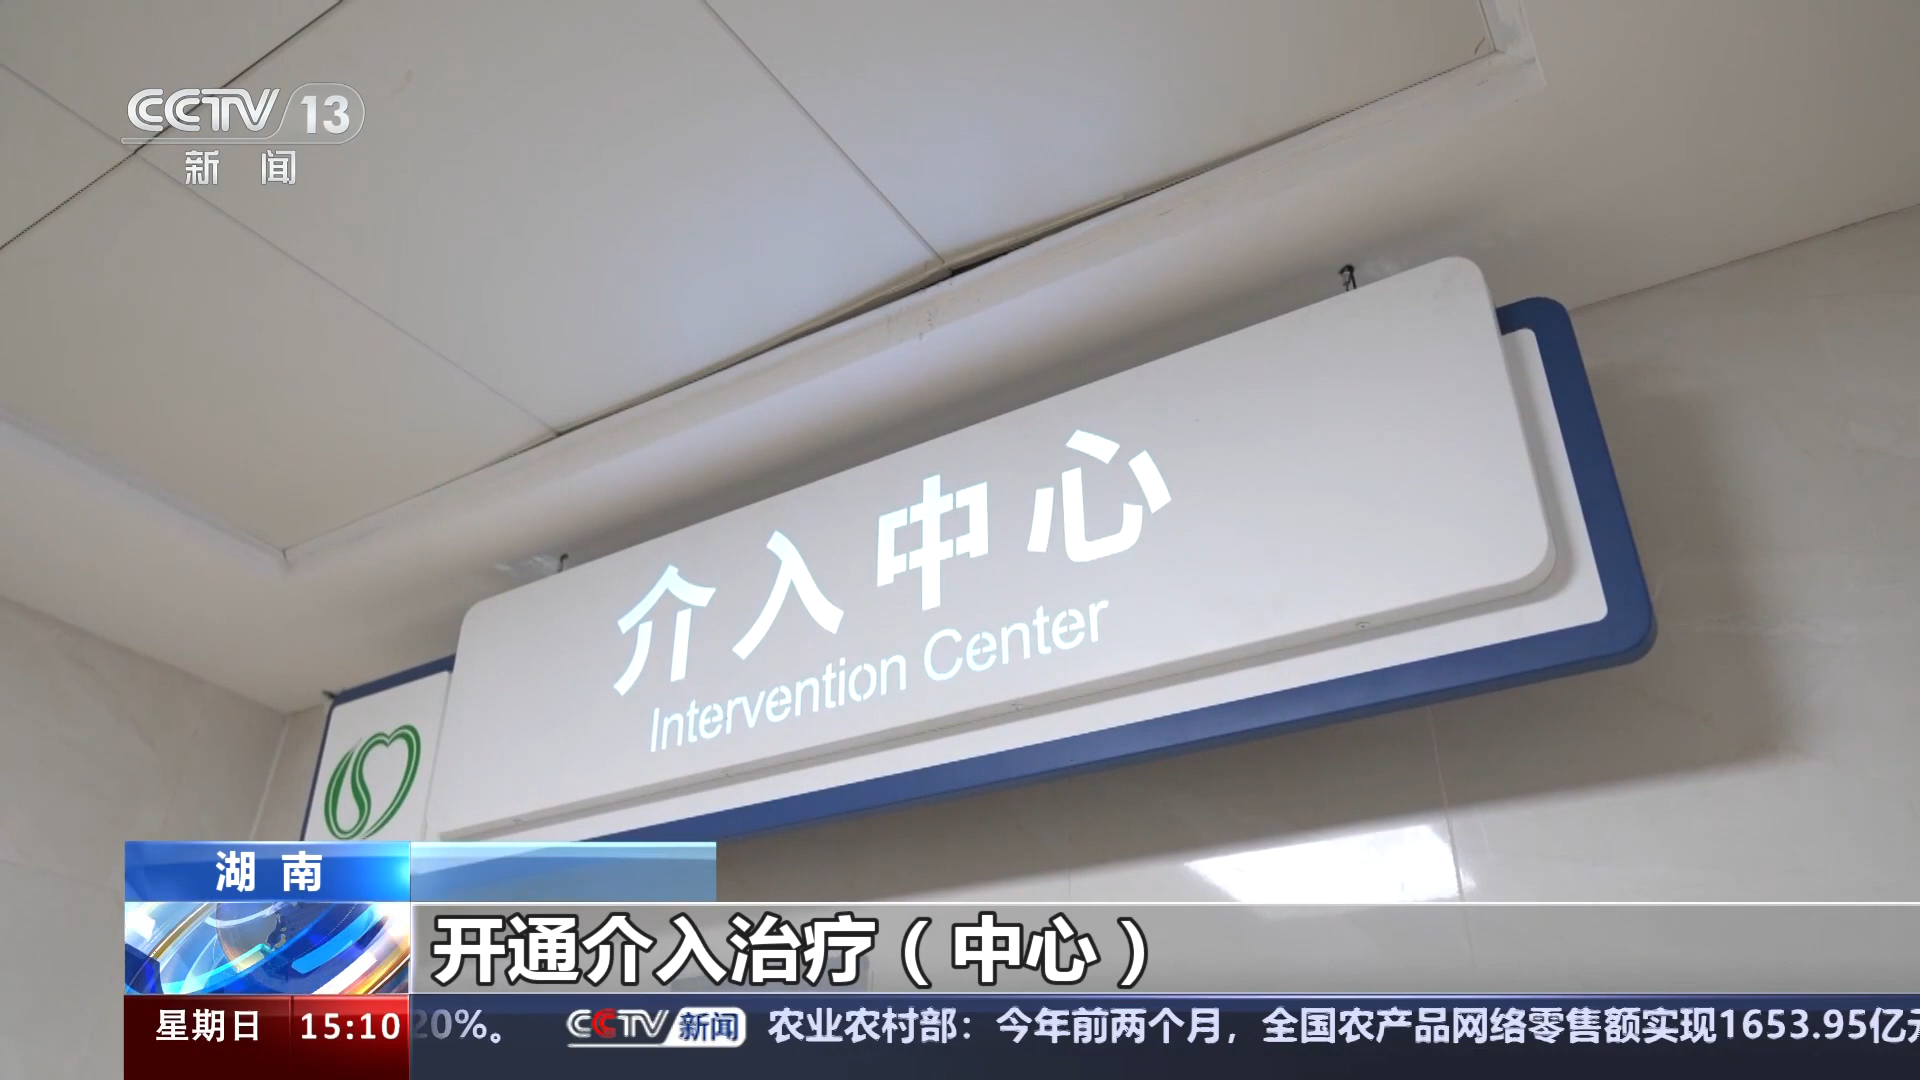 CCTV 13
新闻
介入中心
Intervention Center
湖南
开通介入治疗（中心）
星期日 15:10 20%。 CCTV新闻 农业农村部：今年前两个月，全国农产品网络零售额实现1653.95亿元